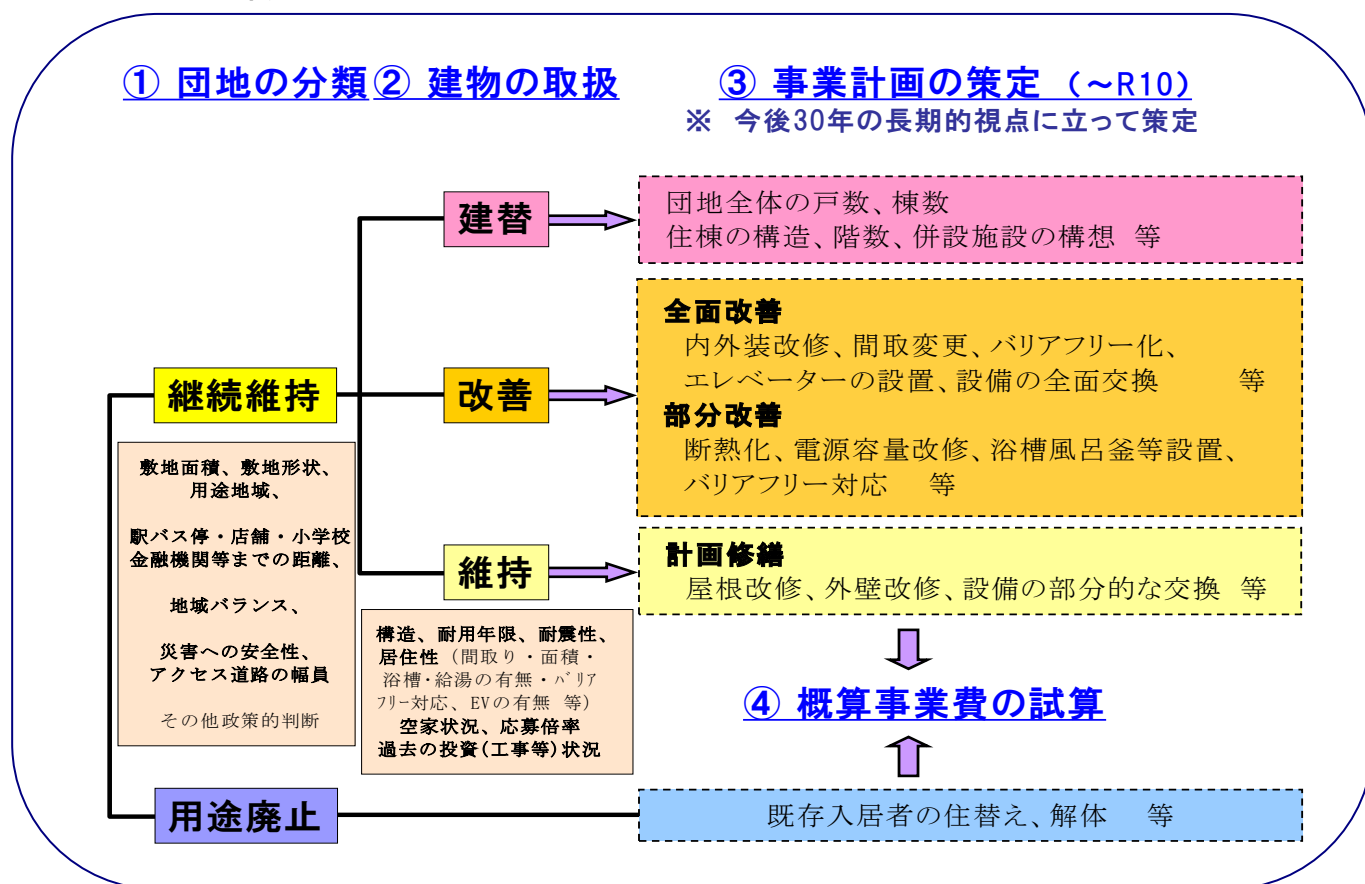 ① 団地の分類
② 建物の取扱
③ 事業計画の策定 (～R10)
※ 今後30年の長期的視点に立って策定
建替
団地全体の戸数、棟数
住棟の構造、階数、併設施設の構想 等
継続維持
改善
全面改善
内外装改修、間取変更、バリアフリー化、
エレベーターの設置、設備の全面交換 等
部分改善
断熱化、電源容量改修、浴槽風呂釜等設置、
バリアフリー対応 等
敷地面積、敷地形状、
用途地域、
駅バス停・店舗・小学校
金融機関等までの距離、
地域バランス、
災害への安全性、
アクセス道路の幅員
その他政策的判断
維持
計画修繕
屋根改修、外壁改修、設備の部分的な交換 等
構造、耐用年限、耐震性、
居住性（間取り・面積・
浴槽・給湯の有無・ﾊﾞﾘｱ
ﾌﾘｰ対応、EVの有無 等）
空家状況、応募倍率
過去の投資(工事等)状況
④ 概算事業費の試算
用途廃止
既存入居者の住替え、解体 等